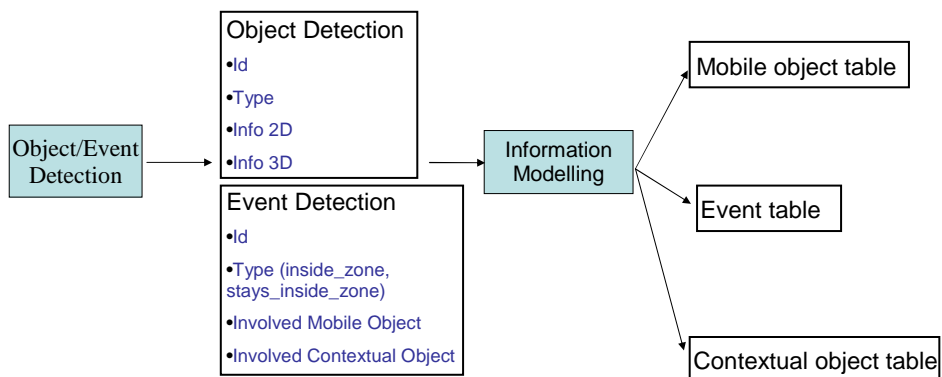 Object/Event
Detection
Object Detection
•Id
•Type
•Info 2D
•Info 3D
Event Detection
•Id
•Type (inside_zone,
stays_inside_zone)
•Involved Mobile Object
•Involved Contextual Object
Information
Modelling
Mobile object table
Event table
Contextual object table